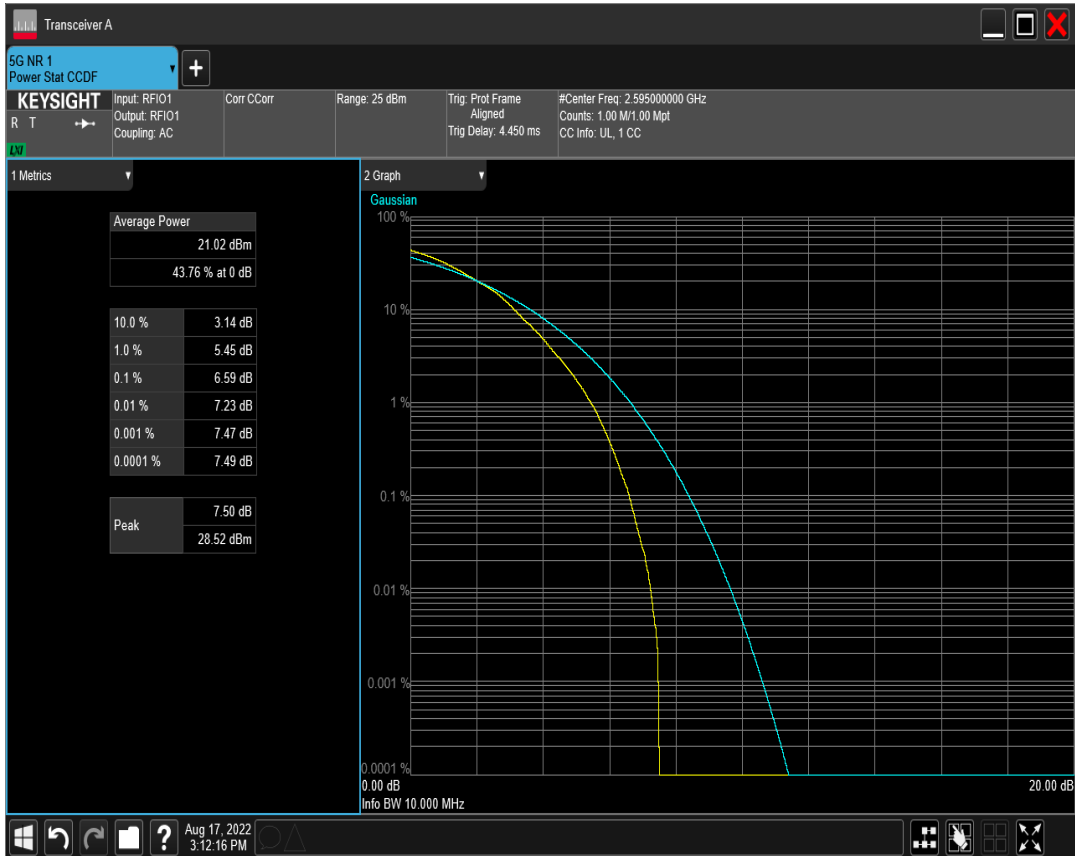 Transceiver A
5G NR 1
Power Stat CCDF
KEYSIGHT
R T
LXI
Input: RFIO1
Output: RFIO1
Coupling: AC
Corr CCorr
Range: 25 dBm
Trig: Prot Frame
Aligned
Trig Delay: 4.450 ms
#Center Freq: 2.595000000 GHz
Counts: 1.00 M/1.00 Mpt
CC Info: UL, 1 CC
1 Metrics
Average Power
21.02 dBm
43.76 % at 0 dB
10.0 % 3.14 dB
1.0 % 5.45 dB
0.1 % 6.59 dB
0.01 % 7.23 dB
0.001 % 7.47 dB
0.0001 % 7.49 dB
Peak
7.50 dB
28.52 dBm
2 Graph
Gaussian
100 %
10 %
1 %
0.1 %
0.01 %
0.001 %
0.0001 %
0.00 dB 20.00 dB
Info BW 10.000 MHz
?
Aug 17, 2022
3:12:16 PM